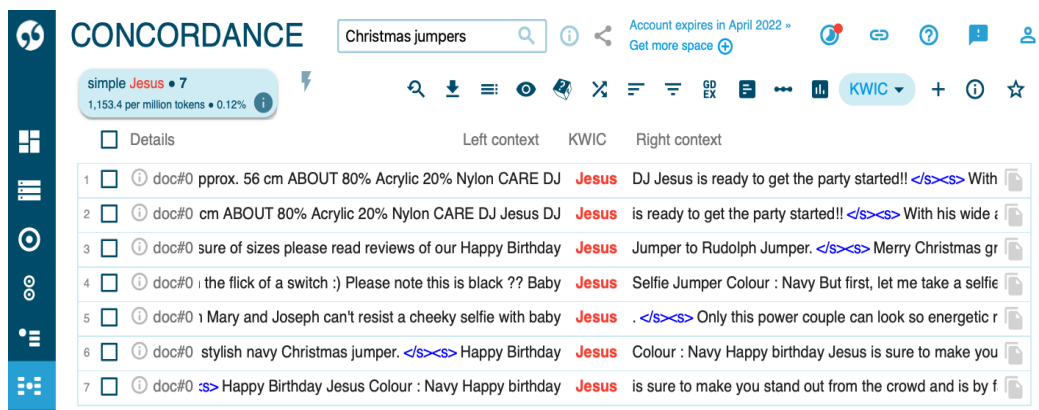 CONCORDANCE
Christmas jumpers
Account expires in April 2022 »
Get more space
simple Jesus • 7
1,153.4 per million tokens • 0.12%
GD
EX
KWIC
Details Left context KWIC Right context
1 doc#0 pprox. 56 cm ABOUT 80% Acrylic 20% Nylon CARE DJ Jesus DJ Jesus is ready to get the party started!! </s><s> With
2 doc#0 cm ABOUT 80% Acrylic 20% Nylon CARE DJ Jesus DJ Jesus is ready to get the party started!! </s><s> With his wide a
3 doc#0 sure of sizes please read reviews of our Happy Birthday Jesus Jumper to Rudolph Jumper. </s><s> Merry Christmas gr
4 doc#0 the flick of a switch :) Please note this is black ?? Baby Jesus Selfie Jumper Colour : Navy But first, let me take a selfie
5 doc#0 Mary and Joseph can't resist a cheeky selfie with baby Jesus . </s><s> Only this power couple can look so energetic r
6 doc#0 stylish navy Christmas jumper. </s><s> Happy Birthday Jesus Colour : Navy Happy birthday Jesus is sure to make you
7 doc#0 <s> Happy Birthday Jesus Colour : Navy Happy birthday Jesus is sure to make you stand out from the crowd and is by f